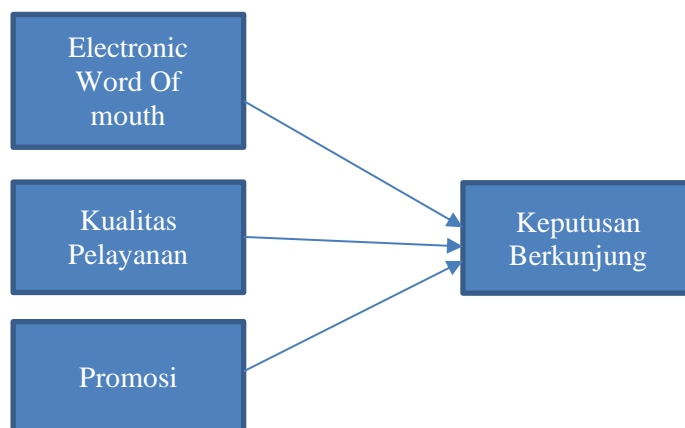 Electronic
Word Of
mouth
Kualitas
Pelayanan
Promosi
Keputusan
Berkunjung